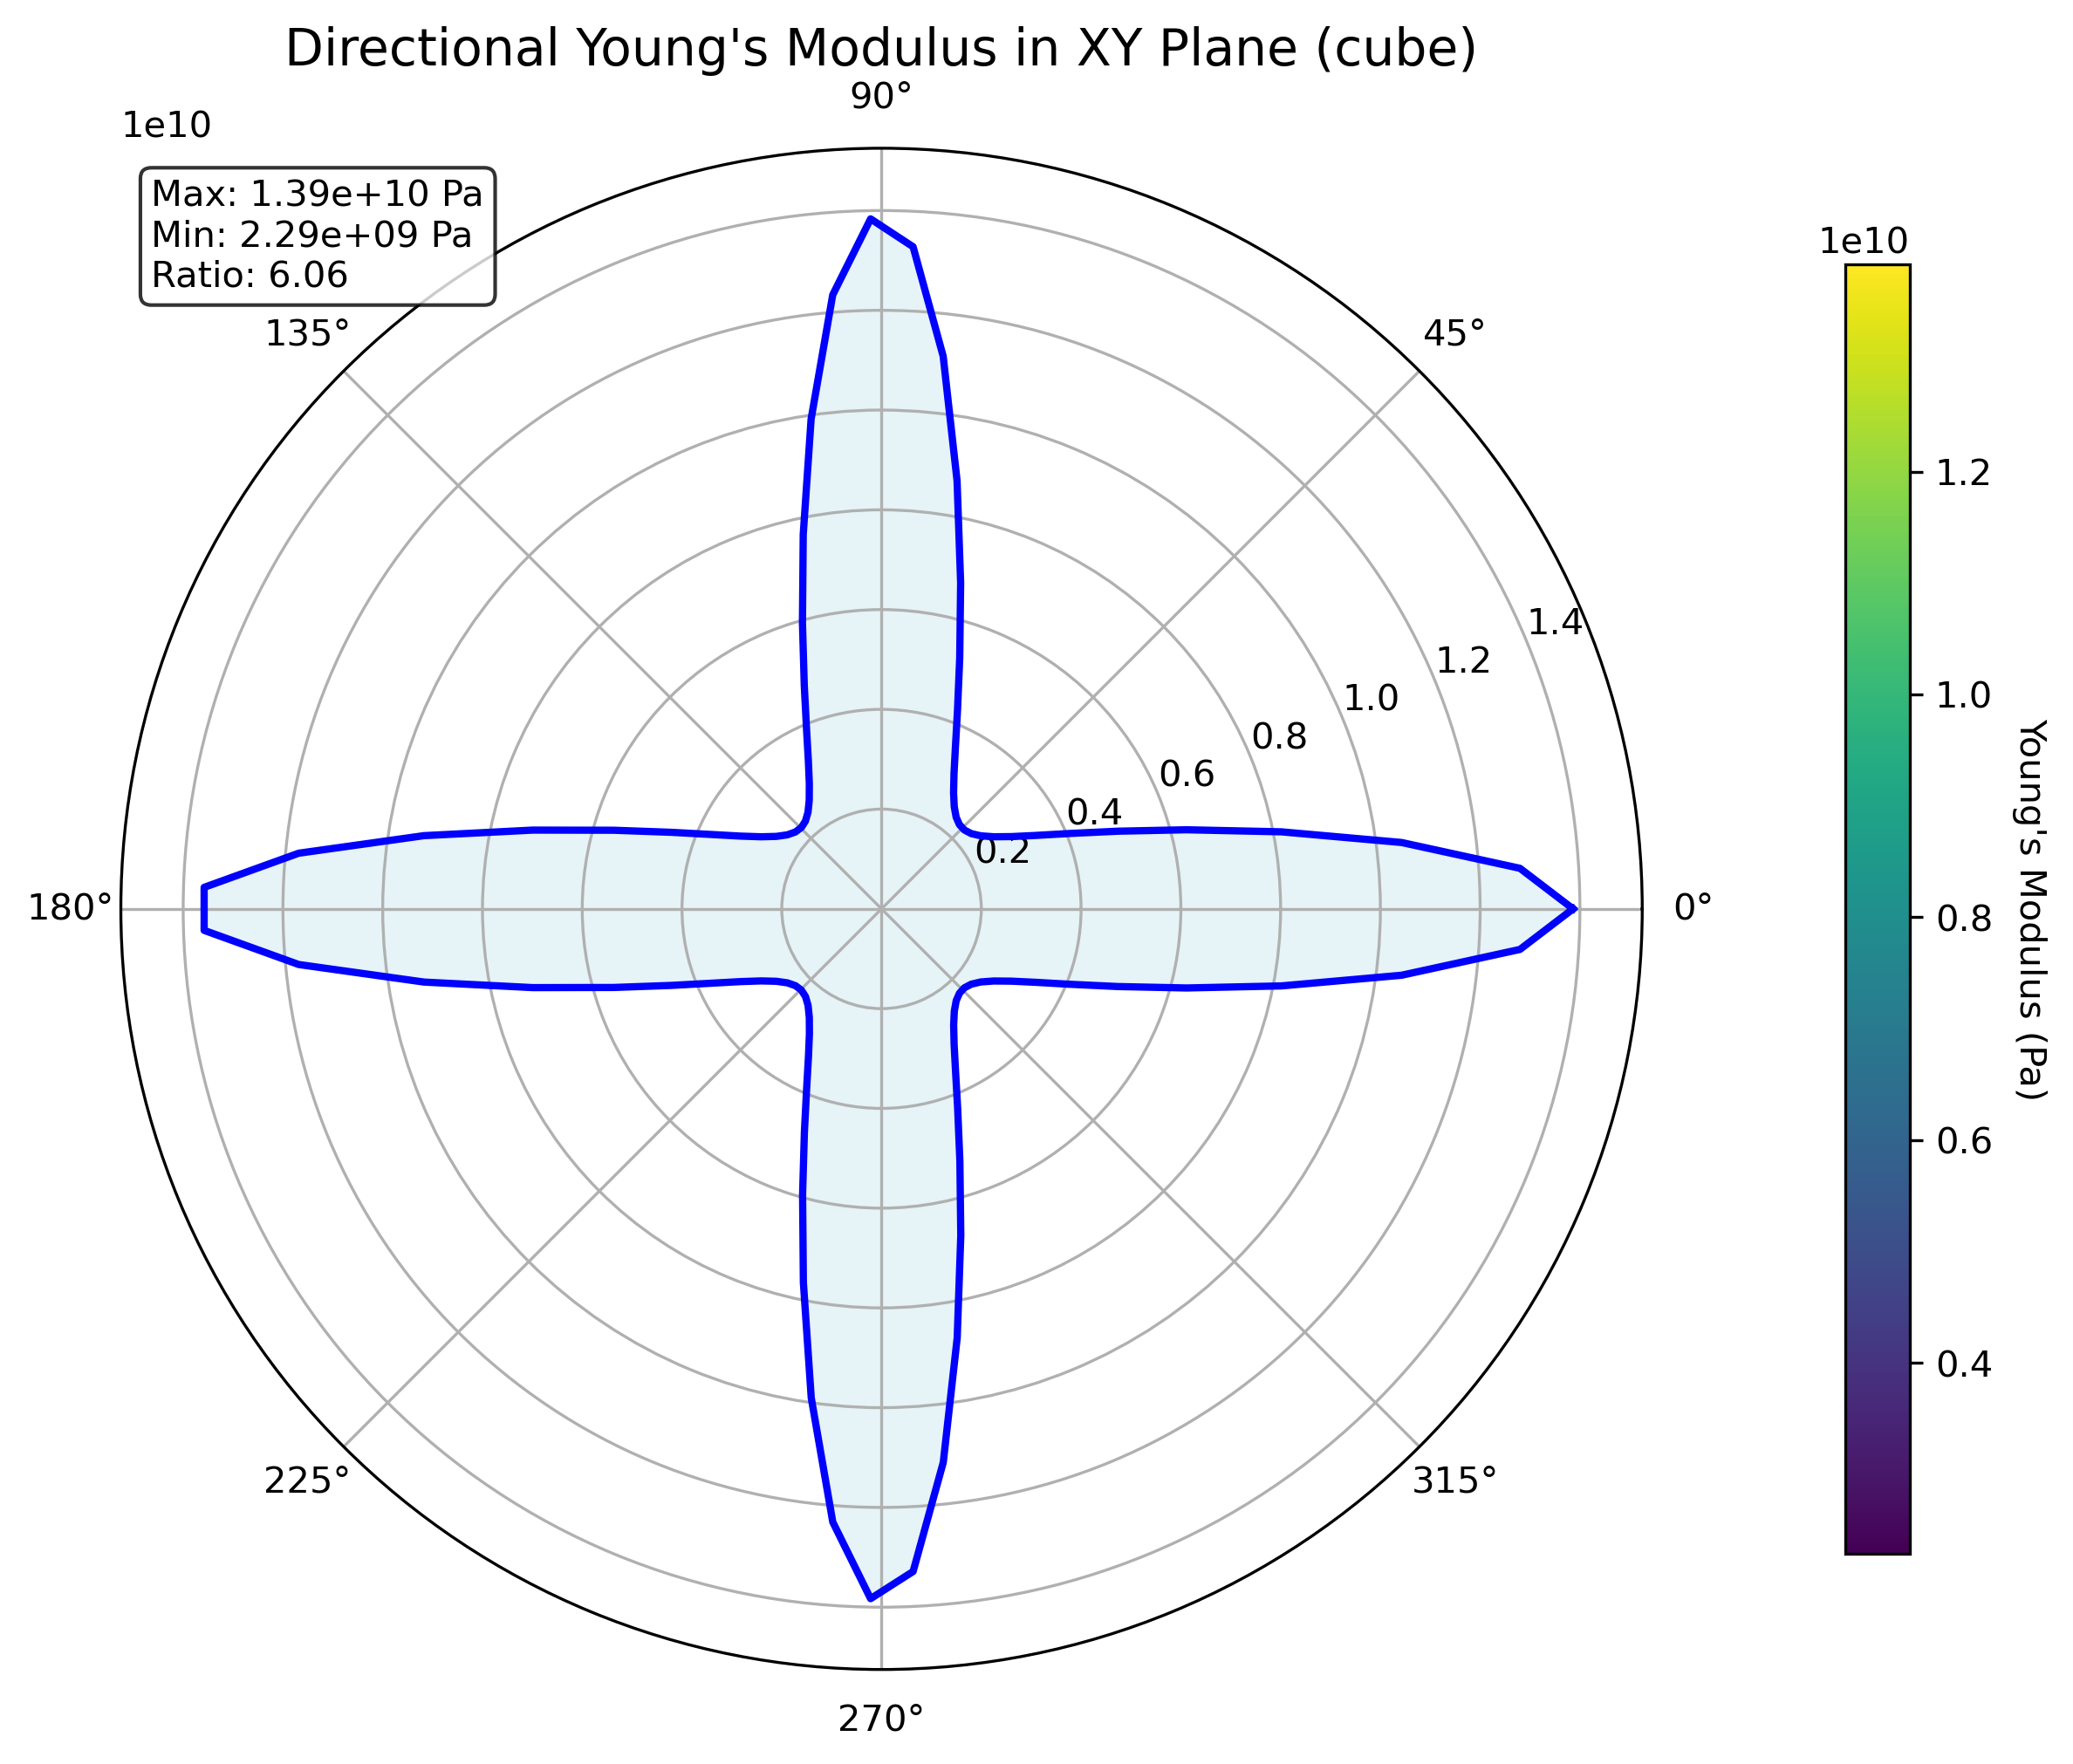 Directional Young's Modulus in XY Plane (cube)
90°
1e10
Max: 1.39e+10 Pa
Min: 2.29e+09 Pa
Ratio: 6.06
135°
45°
1.4
1.2
1.0
0.8
0.6
0.4
0.2
180°
0°
225°
315°
270°
1e10
1.2
1.0
0.8
0.6
0.4
Young's Modulus (Pa)